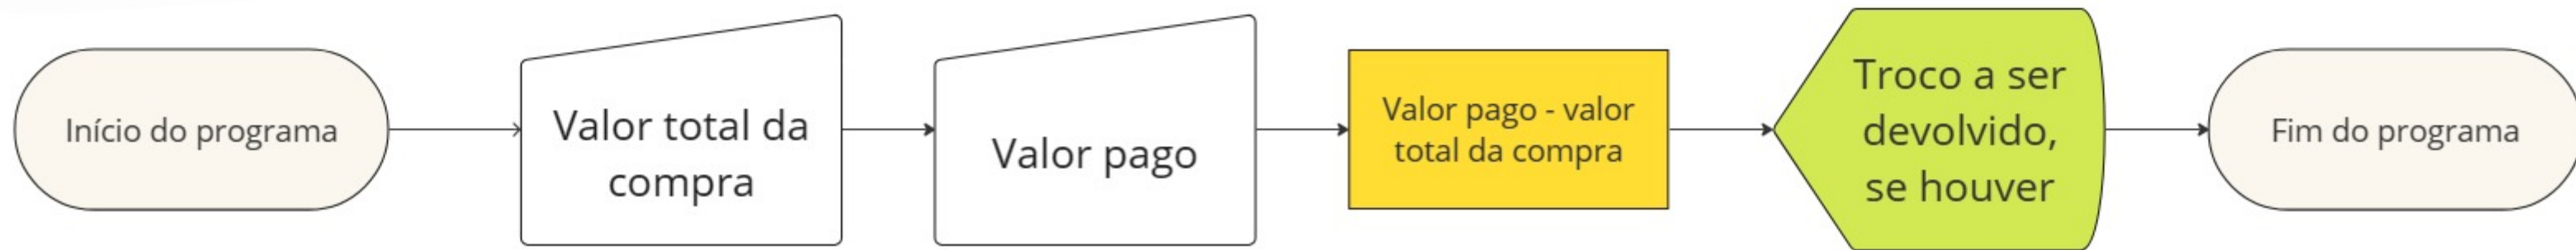 Início do programa
Valor total da
compra
Valor pago
Valor pago - valor
total da compra
Troco a ser
devolvido,
se houver
Fim do programa